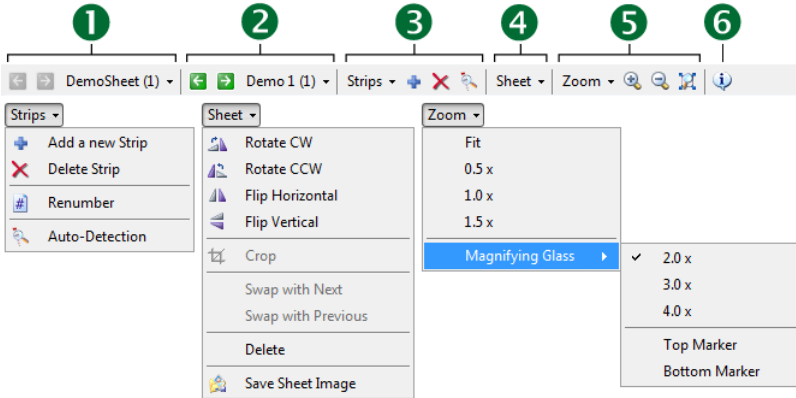 1 2 3 4 5 6
DemoSheet (1) Demo 1 (1) Strips Sheet Zoom
Strips
Add a new Strip
Delete Strip
# Renumber
Auto-Detection
Sheet
Rotate CW
Rotate CCW
Flip Horizontal
Flip Vertical
Crop
Swap with Next
Swap with Previous
Delete
Save Sheet Image
Zoom
Fit
0.5 x
1.0 x
1.5 x
Magnifying Glass
2.0 x
3.0 x
4.0 x
Top Marker
Bottom Marker